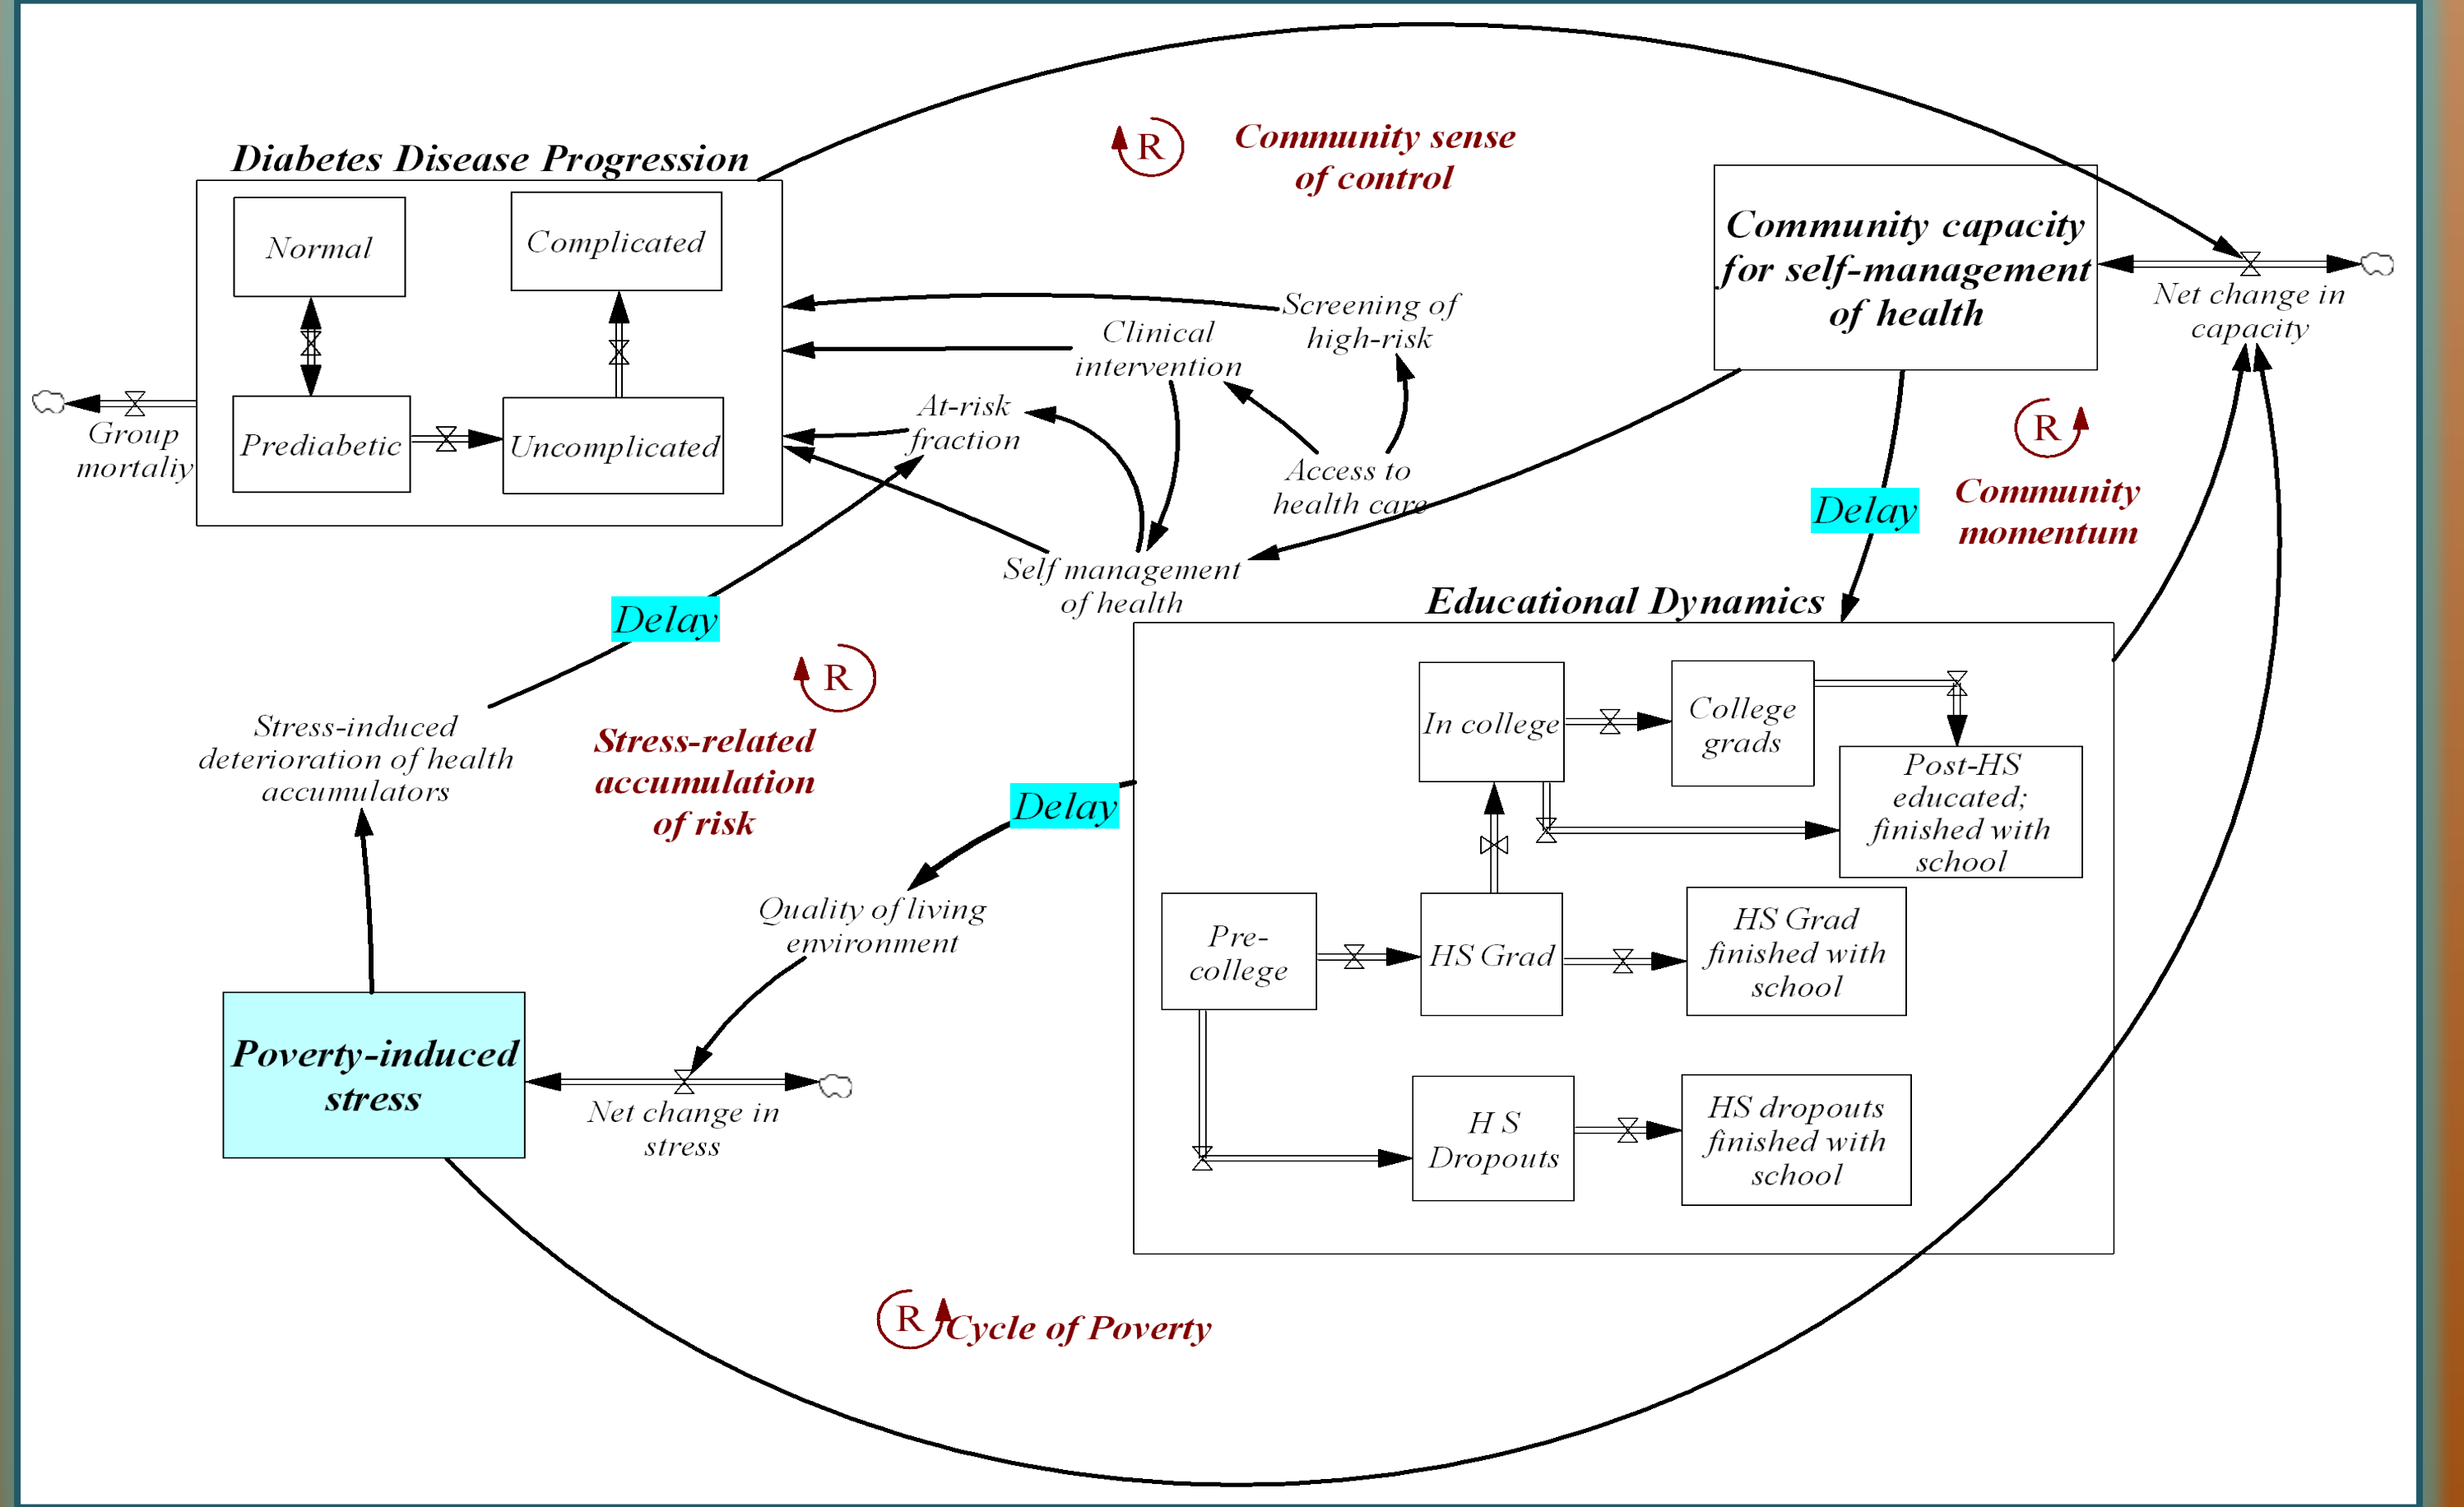 R
Community sense
of control
Diabetes Disease Progression
Normal
Complicated
Prediabetic
Uncomplicated
Group
mortaliy
Screening of
high-risk
Clinical
intervention
At-risk
fraction
Access to
health care
Self management
of health
Community capacity
for self-management
of health
Net change in
capacity
R
Community
momentum
Delay
Delay
R
Stress-related
accumulation
of risk
Stress-induced
deterioration of health
accumulators
Delay
Quality of living
environment
Poverty-induced
stress
Net change in
stress
Educational Dynamics
In college
College
grads
Post-HS
educated;
finished with
school
Pre-
college
HS Grad
HS Grad
finished with
school
H S
Dropouts
HS dropouts
finished with
school
R
Cycle of Poverty